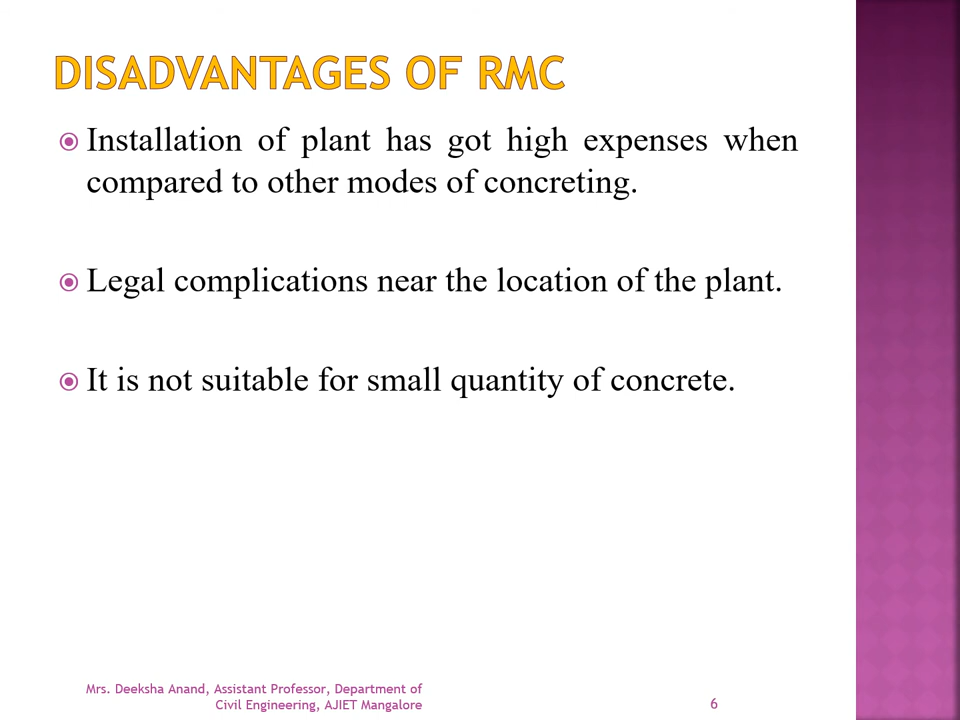 DISADVANTAGES OF RMC
Installation of plant has got high expenses when
compared to other modes of concreting.
Legal complications near the location of the plant.
It is not suitable for small quantity of concrete.
Mrs. Deeksha Anand, Assistant Professor, Department of
Civil Engineering, AJIET Mangalore
6